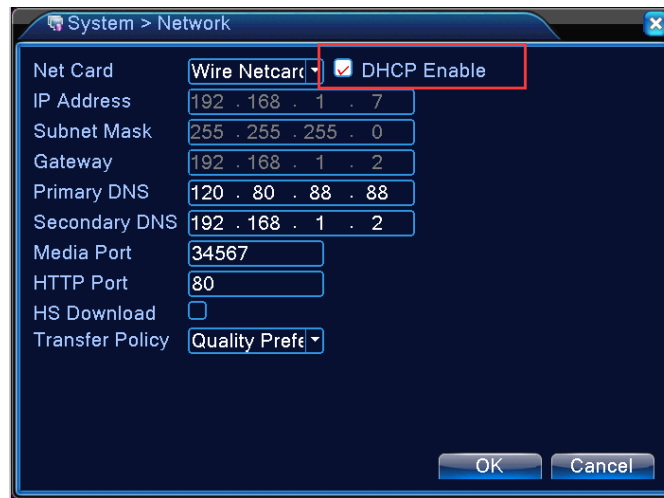 System > Network
Net Card Wire Netcarc DHCP Enable
IP Address 192 . 168 . 1 . 7
Subnet Mask 255 . 255 . 255 . 0
Gateway 192 . 168 . 1 . 2
Primary DNS 120 . 80 . 88 . 88
Secondary DNS 192 . 168 . 1 . 2
Media Port 34567
HTTP Port 80
HS Download
Transfer Policy Quality Prefe
OK Cancel